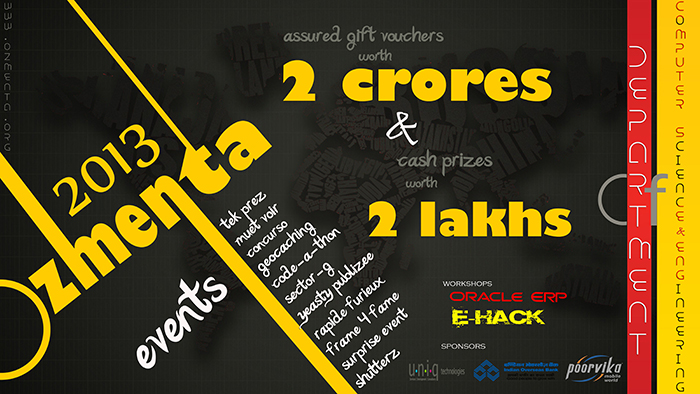 WWW.OZMENTA.ORG
2013
Ozmenta
events
tek prez
muet voir
concurso
geocaching
code-a-thon
sector-g
yeasty publizee
rapide furieux
frame 4 fame
surprise event
shutterz
assured gift vouchers
worth
2 crores
&
cash prizes
worth
2 lakhs
WORKSHOPS
ORACLE ERP
E-HACK
SPONSORS
technologies
Indian Overseas Bank
poorvika
mobile
world
DEPARTMENT
Of
COMPUTER SCIENCE & ENGINEERING